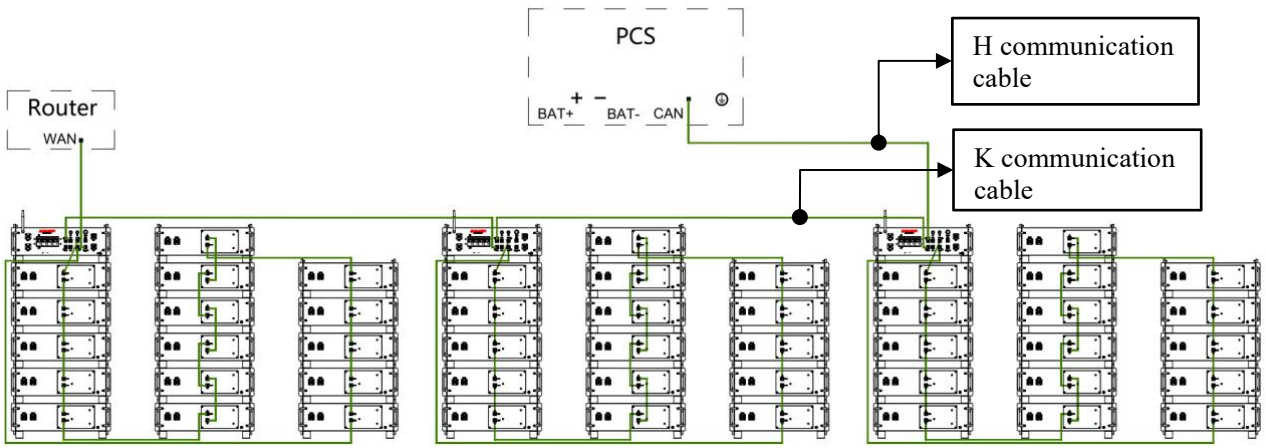 PCS
H communication
cable
Router
+ −
BAT+ BAT- CAN
WAN
K communication
cable